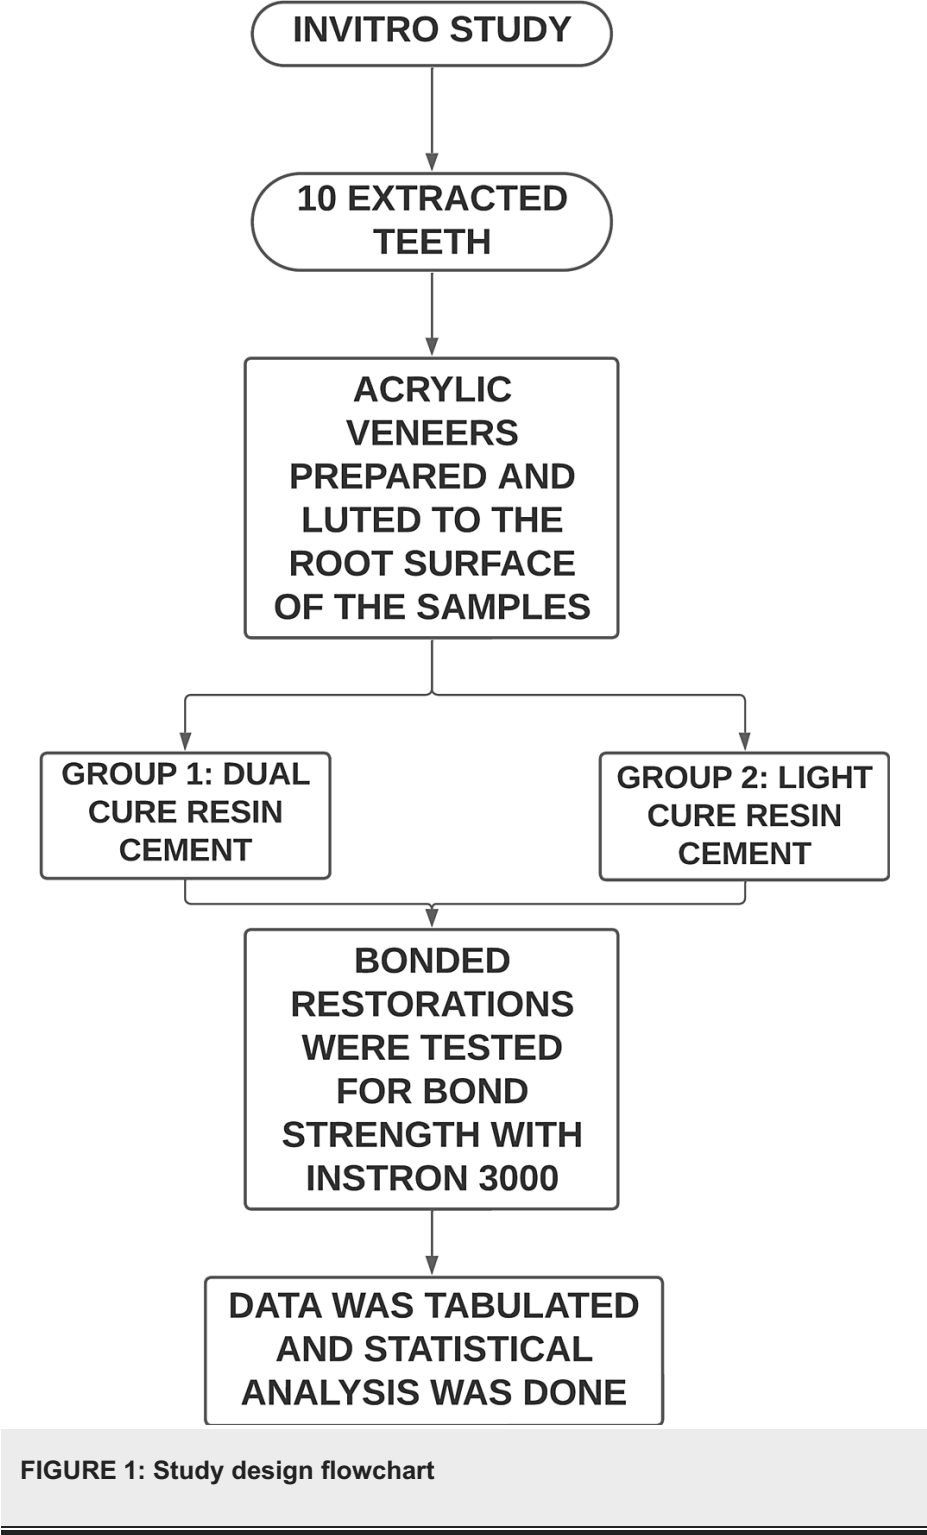 INVITRO STUDY
10 EXTRACTED
TEETH
ACRYLIC
VENEERS
PREPARED AND
LUTED TO THE
ROOT SURFACE
OF THE SAMPLES
GROUP 1: DUAL
CURE RESIN
CEMENT
GROUP 2: LIGHT
CURE RESIN
CEMENT
BONDED
RESTORATIONS
WERE TESTED
FOR BOND
STRENGTH WITH
INSTRON 3000
DATA WAS TABULATED
AND STATISTICAL
ANALYSIS WAS DONE
FIGURE 1: Study design flowchart